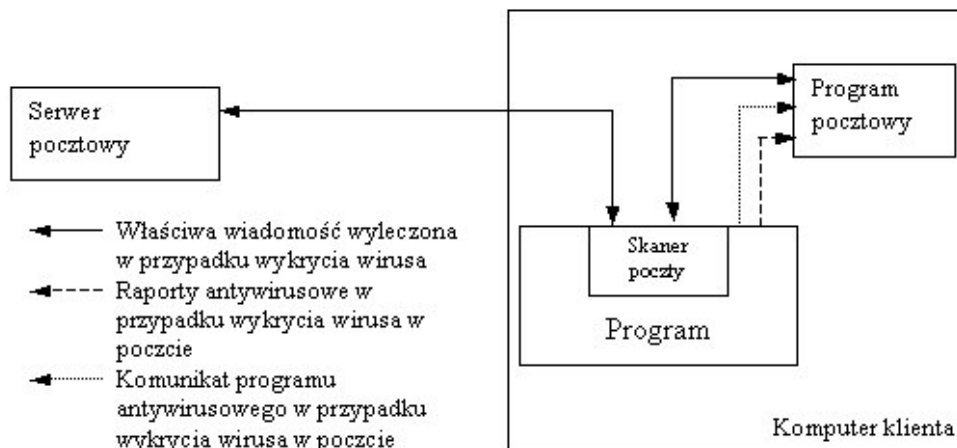 Serwer
pocztowy
Program
pocztowy
Skaner
poczty
Program
Komputer klienta
Właściwa wiadomość wyleczona
w przypadku wykrycia wirusa
Raporty antywirusowe w
przypadku wykrycia wirusa w
poczcie
Komunikat programu
antywirusowego w przypadku
wykrycia wirusa w poczcie